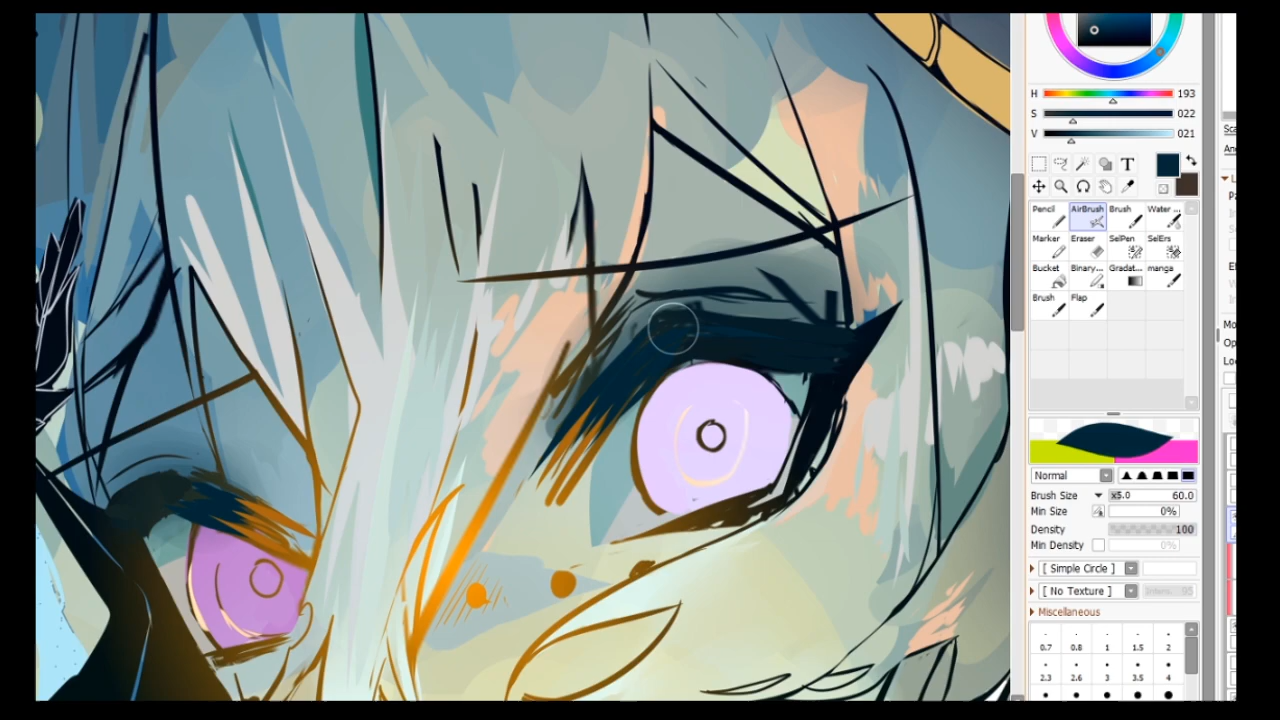 H 193
S 022
V 021
T
Pencil AirBrush Brush Water ...
Marker Eraser SelPen SelErs
Bucket Binary... Gradat... manga
Brush Flap
Normal
Brush Size x5.0 60.0
Min Size 0%
Density 100
Min Density 0%
[ Simple Circle ]
[ No Texture ] 95
Miscellaneous
0.7 0.8 1 1.5 2
2.3 2.6 3 3.5 4
Sca